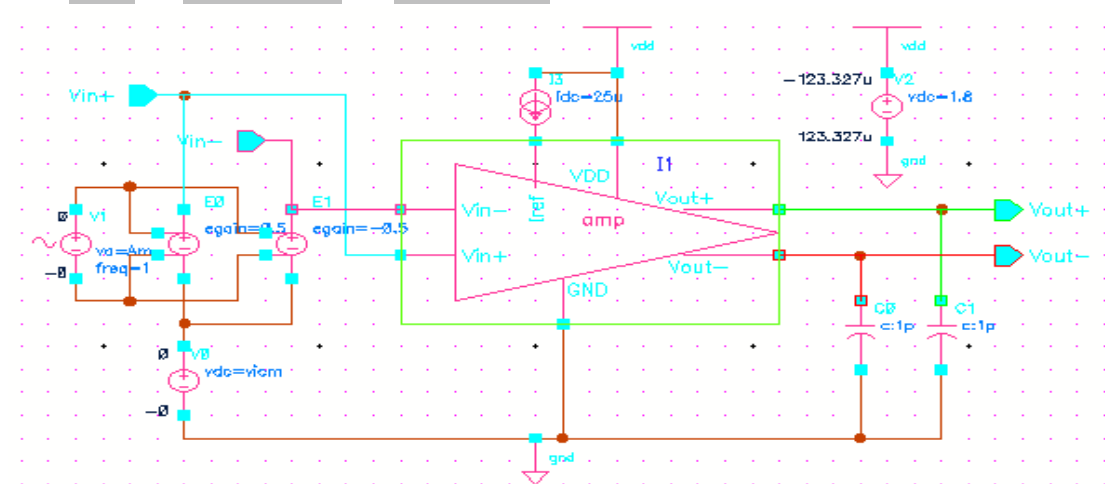 vdd
vdd
I3
Idc=25u
-123.327u
V2
vdc=1.8
Vin+
Vin-
123.327u
I1
gnd
VDD
Iref
Vout+
amp
E0
E1
egain=0.5
egain=-0.5
Vin-
Vout+
0
Vi
va=Am
freq=1
-0
Vin+
Vout-
Vout-
GND
C0
C1
c:1p
c:1p
0
V0
vdc=vicm
-0
gnd